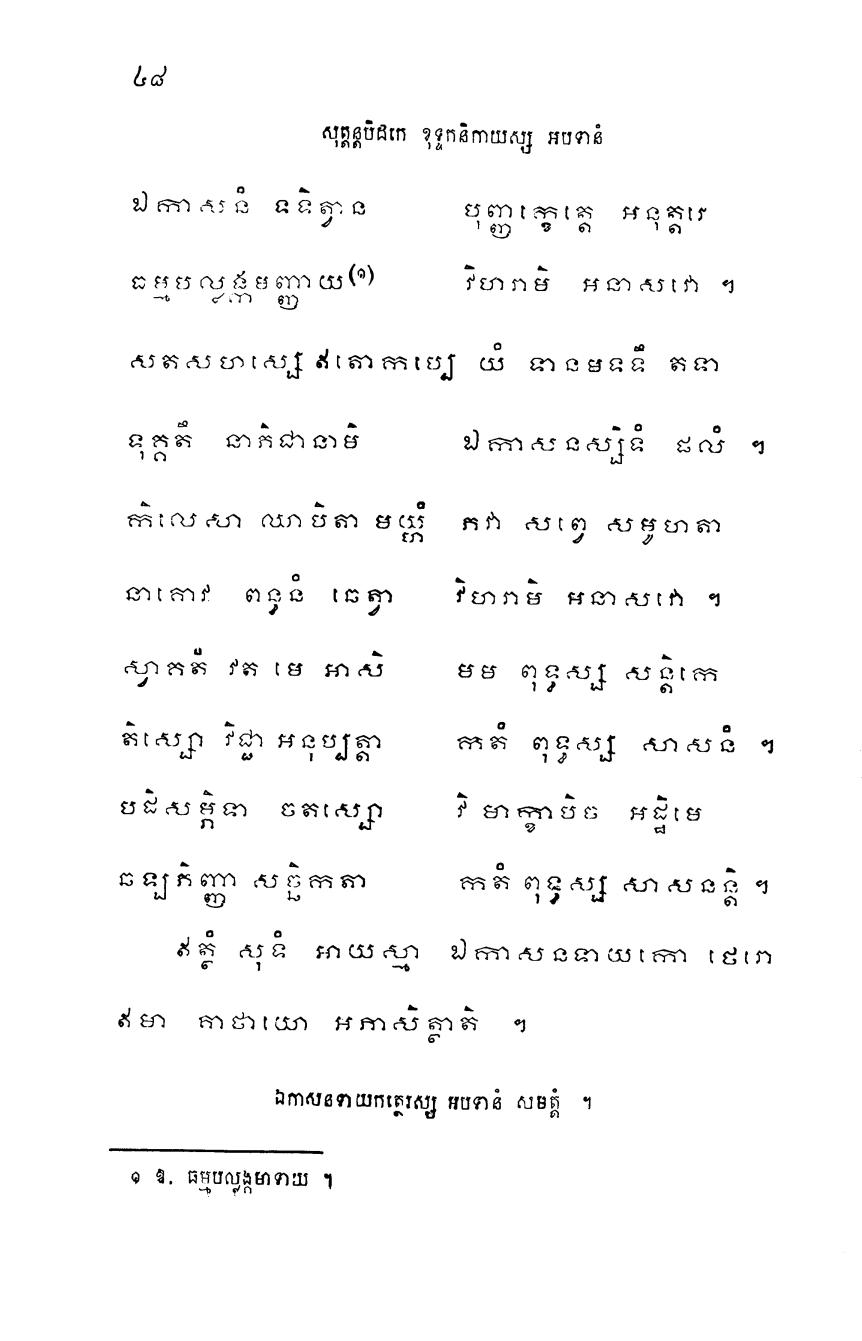 ៤៨
សុត្តន្តបិដកេ ខុទ្ទកនិកាយស្ស អបទានំ
ឯកាសនំ ទទិត្វាន បុញ្ញក្ខេត្តេ អនុត្តរេ
ធម្មបល្លង្កមញ្ញាយ(១) វិហរាមិ អនាសវោ ។
សតសហស្សេ ឥតោ កប្បេ យំ ទានមទទឹ តទា
ទុគ្គតឹ នាភិជានាមិ ឯកាសនស្សិទំ ផលំ ។
កិលេសា ឈាបិតា មយ្ហំ ភវា សព្វេ សមូហតា
នាគោវ ពន្ធនំ ឆេត្វា វិហរាមិ អនាសវោ ។
ស្វាគតំ វត មេ អាសិ មម ពុទ្ធស្ស សន្តិកេ
តិស្សោ វិជ្ជា អនុប្បត្តា កតំ ពុទ្ធស្ស សាសនំ ។
បដិសម្ភិទា ចតស្សោ វិមោក្ខាបិច អដ្ឋិមេ
ឆឡភិញ្ញា សច្ឆិកតា កតំ ពុទ្ធស្ស សាសនន្តិ ។
ឥត្ថំ សុទំ អាយស្មា ឯកាសនទាយកោ ថេរោ
ឥមា គាថាយោ អភាសិត្ថាតិ ។
ឯកាសនទាយកត្ថេរស្ស អបទានំ សមត្តំ ។
១ ឱ. ធម្មបល្លង្កមាទាយ ។